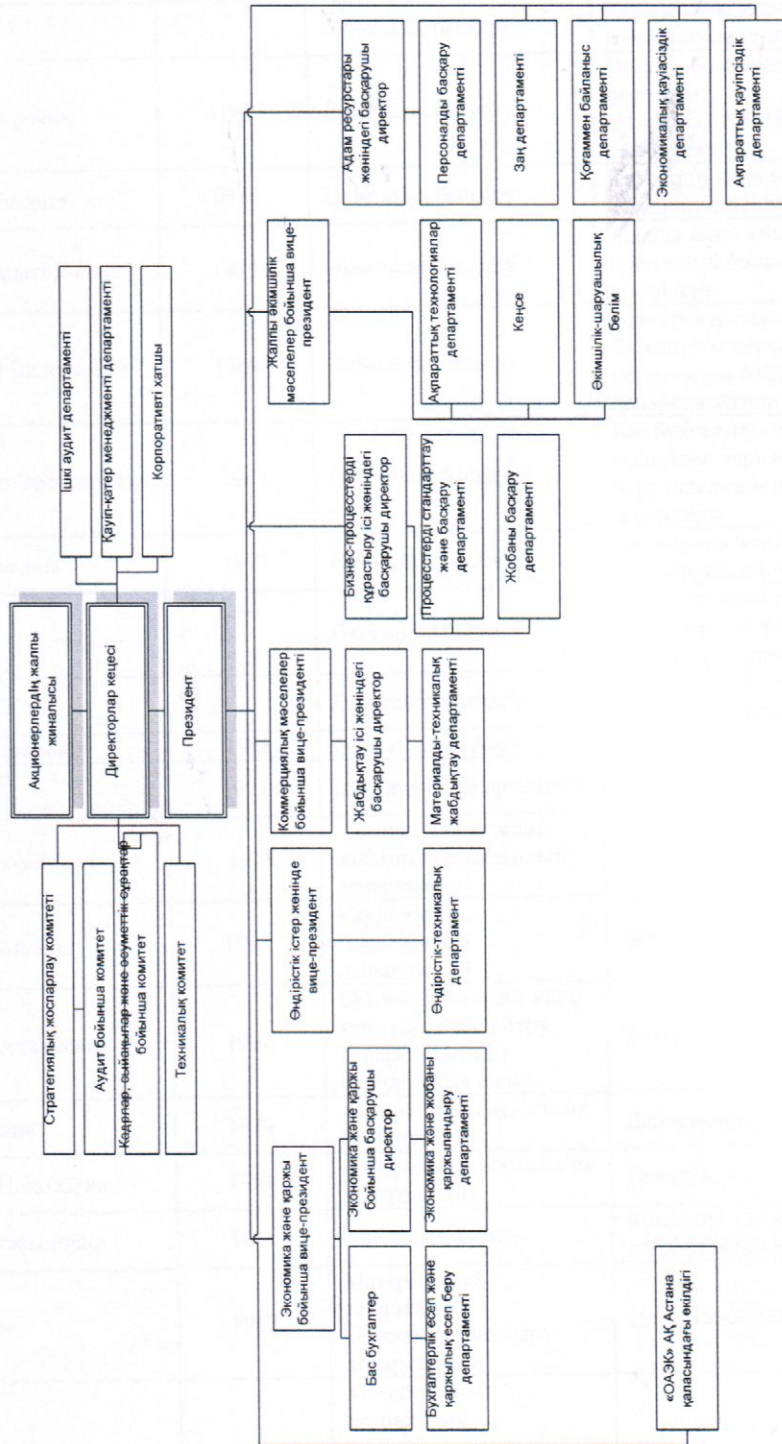 Акционерлердің жалпы
жиналысы
Директорлар кеңесі
Президент
Стратегиялық жоспарлау комитеті
Аудит бойынша комитет
Кадрлар, сыйақылар және әсуметтік сұрақтар
бойынша комитет
Техникалық комитет
Ішкі аудит департаменті
Қауіп-қатер менеджменті департаменті
Корпоративті хатшы
Экономика және қаржы
бойынша вице-президент
Бас бухгалтер
Бухгалтерлік есеп және
қаржылық есеп беру
департаменті
Экономика және қаржы
бойынша басқарушы
директор
Экономика және жобаны
қаржыландыру
департаменті
Өндірістік істер жөнінде
вице-президент
Өндірістік-техникалық
департамент
Коммерциялық мәселелер
бойынша вице-президенті
Жабдықтау ісі жөніндегі
басқарушы директор
Материалды-техникалық
жабдықтау департаменті
Бизнес-процесстерді
құрастыру ісі жөніндегі
басқарушы директор
Процесстерді стандарттау
және басқару
департаменті
Жобаны басқару
департаменті
Жалпы әкімшілік
мәселелер бойынша вице-
президент
Ақпараттық технологиялар
департаменті
Кеңсе
Әкімшілік-шаруашылық
бөлім
Адам ресурстары
жөніндегі басқарушы
директор
Персоналды басқару
департаменті
Заң департаменті
Қоғаммен байланыс
департаменті
Экономикалық қауіпсіздік
департаменті
Ақпараттық қауіпсіздік
департаменті
«ОАЭК» АҚ Астана
қаласындағы өкілдігі